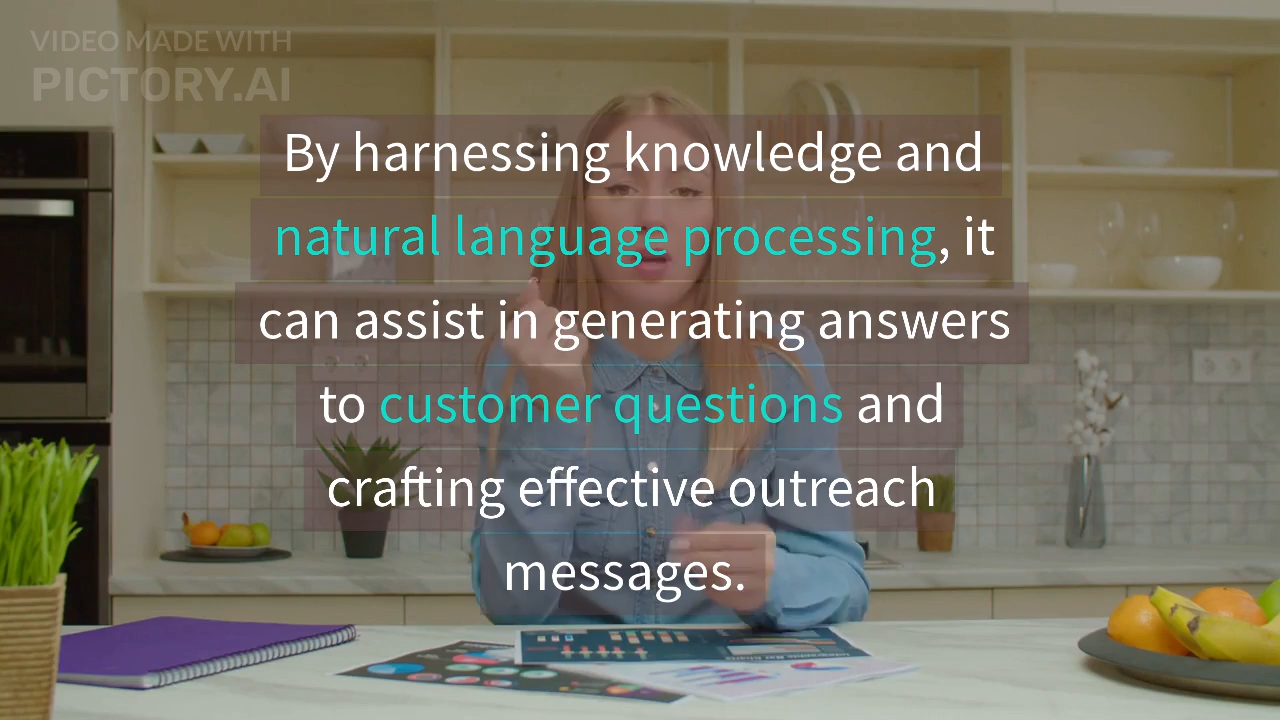 VIDEO MADE WITH
PICTORY.AI
By harnessing knowledge and
natural language processing, it
can assist in generating answers
to customer questions and
crafting effective outreach
messages.